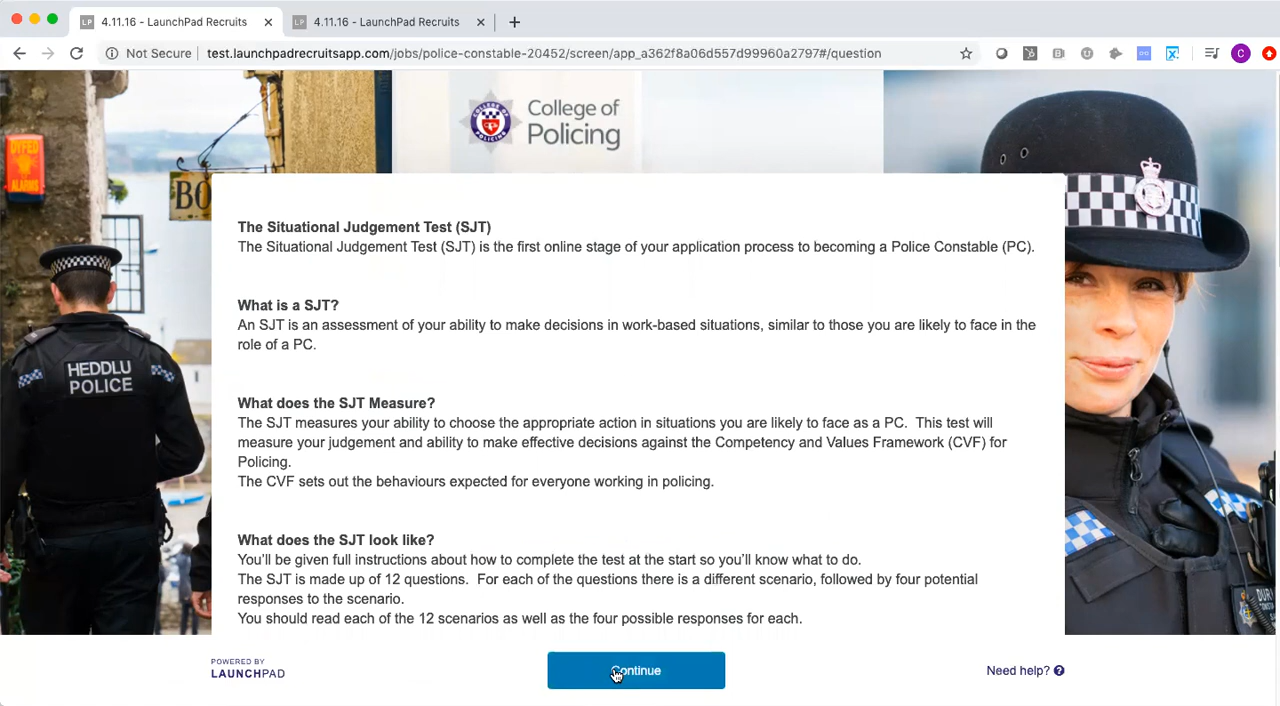 4.11.16 - LaunchPad Recruits
4.11.16 - LaunchPad Recruits
Not Secure
test.launchpadrecruitsapp.com/jobs/police-constable-20452/screen/app_a362f8a06d557d99960a2797#/question
C
DYFED
ALARMS
BO
College of
Policing
HEDDLU
POLICE
The Situational Judgement Test (SJT)
The Situational Judgement Test (SJT) is the first online stage of your application process to becoming a Police Constable (PC).
What is a SJT?
An SJT is an assessment of your ability to make decisions in work-based situations, similar to those you are likely to face in the
role of a PC.
What does the SJT Measure?
The SJT measures your ability to choose the appropriate action in situations you are likely to face as a PC.  This test will
measure your judgement and ability to make effective decisions against the Competency and Values Framework (CVF) for
Policing.
The CVF sets out the behaviours expected for everyone working in policing.
What does the SJT look like?
You'll be given full instructions about how to complete the test at the start so you'll know what to do.
The SJT is made up of 12 questions.  For each of the questions there is a different scenario, followed by four potential
responses to the scenario.
You should read each of the 12 scenarios as well as the four possible responses for each.
POWERED BY
LAUNCHPAD
Continue
Need help?